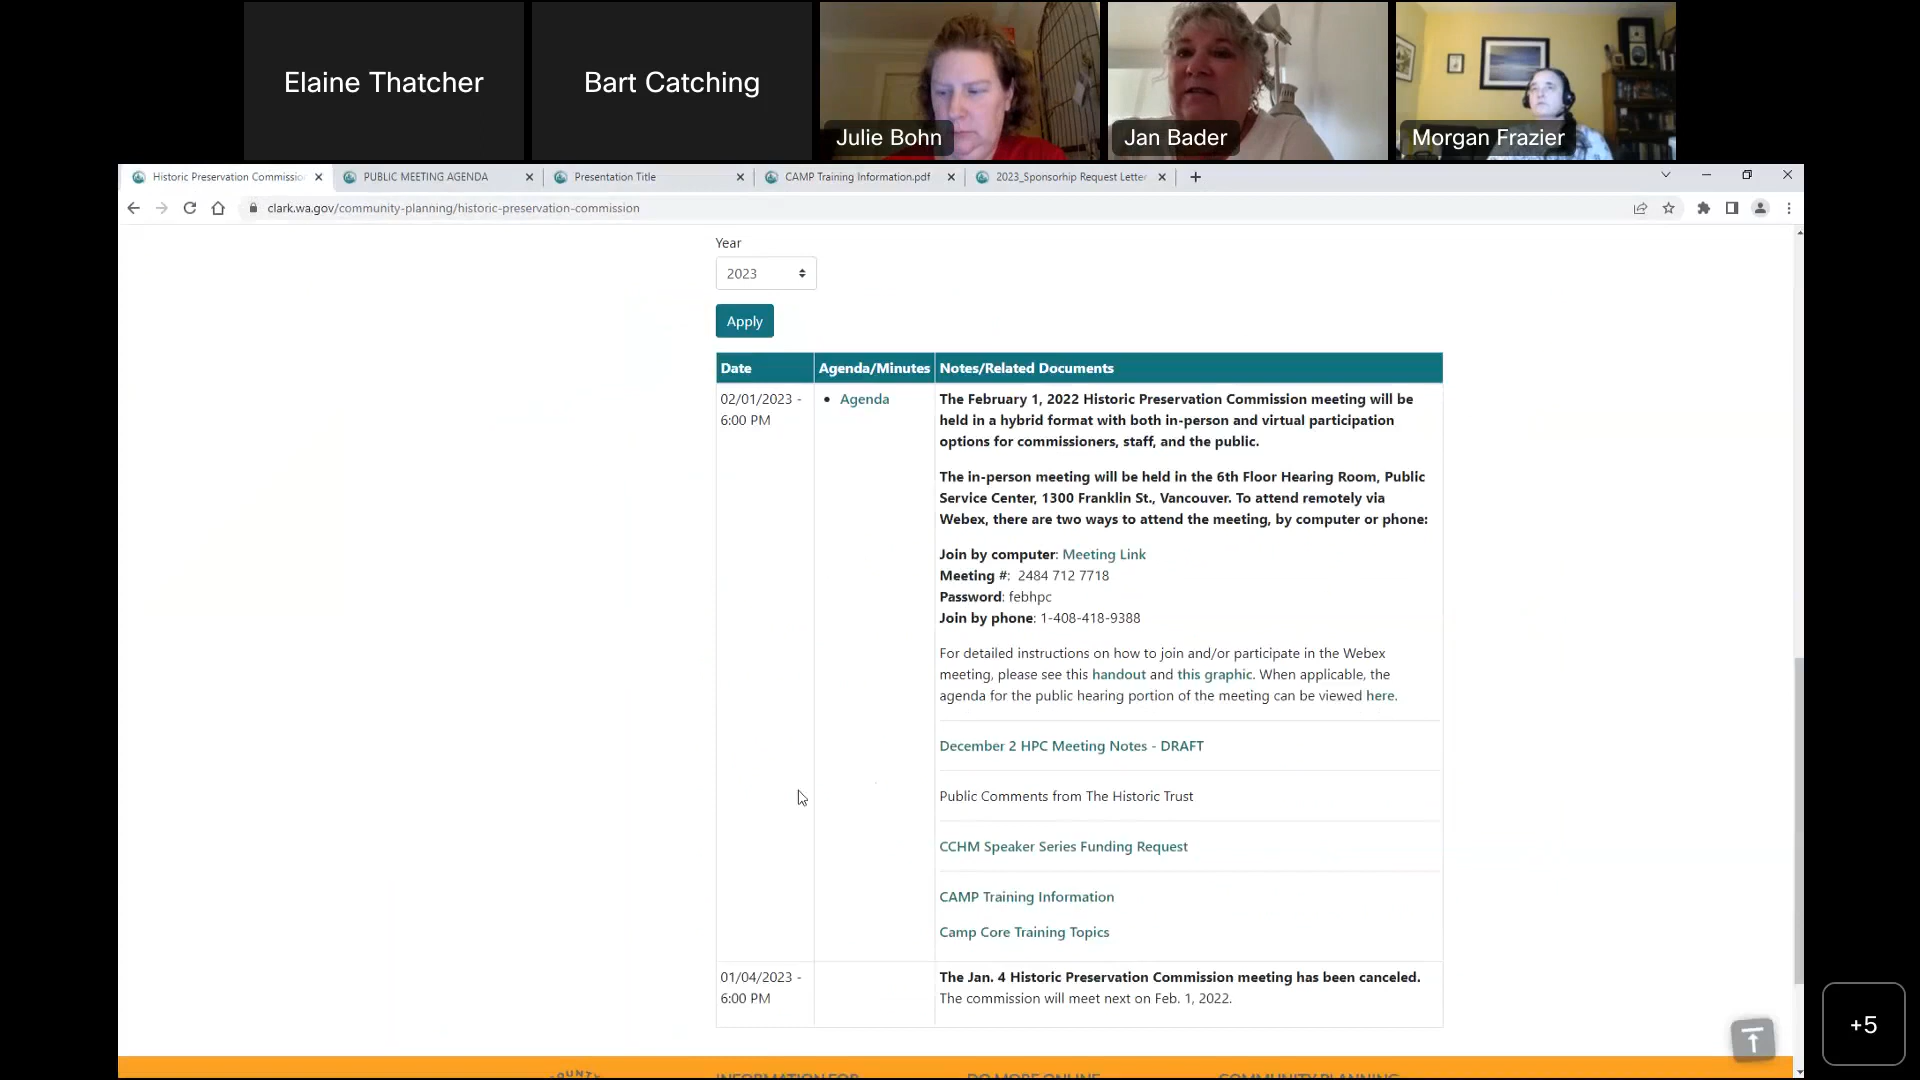 Elaine Thatcher
Bart Catching
Julie Bohn
Jan Bader
Morgan Frazier
Historic Preservation Commissio
PUBLIC MEETING AGENDA
Presentation Title
CAMP Training Information.pdf
2023_Sponsorhip Request Letter
clark.wa.gov/community-planning/historic-preservation-commission
Year
2023
Apply
Date Agenda/Minutes Notes/Related Documents
02/01/2023 -
6:00 PM
• Agenda
The February 1, 2022 Historic Preservation Commission meeting will be
held in a hybrid format with both in-person and virtual participation
options for commissioners, staff, and the public.
The in-person meeting will be held in the 6th Floor Hearing Room, Public
Service Center, 1300 Franklin St., Vancouver. To attend remotely via
Webex, there are two ways to attend the meeting, by computer or phone:
Join by computer: Meeting Link
Meeting #: 2484 712 7718
Password: febhpc
Join by phone: 1-408-418-9388
For detailed instructions on how to join and/or participate in the Webex
meeting, please see this handout and this graphic. When applicable, the
agenda for the public hearing portion of the meeting can be viewed here.
December 2 HPC Meeting Notes - DRAFT
Public Comments from The Historic Trust
CCHM Speaker Series Funding Request
CAMP Training Information
Camp Core Training Topics
01/04/2023 -
6:00 PM
The Jan. 4 Historic Preservation Commission meeting has been canceled.
The commission will meet next on Feb. 1, 2022.
+5
INFORMATION FOR
DO MORE ONLINE
COMMUNITY PLANNING